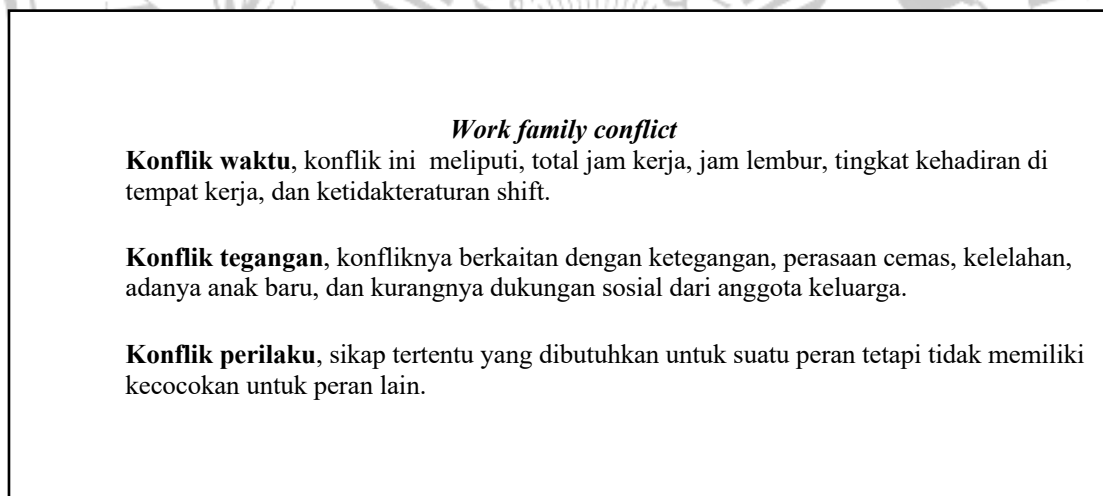 Work family conflict
Konflik waktu, konflik ini meliputi, total jam kerja, jam lembur, tingkat kehadiran di
tempat kerja, dan ketidakteraturan shift.
Konflik tegangan, konfliknya berkaitan dengan ketegangan, perasaan cemas, kelelahan,
adanya anak baru, dan kurangnya dukungan sosial dari anggota keluarga.
Konflik perilaku, sikap tertentu yang dibutuhkan untuk suatu peran tetapi tidak memiliki
kecocokan untuk peran lain.